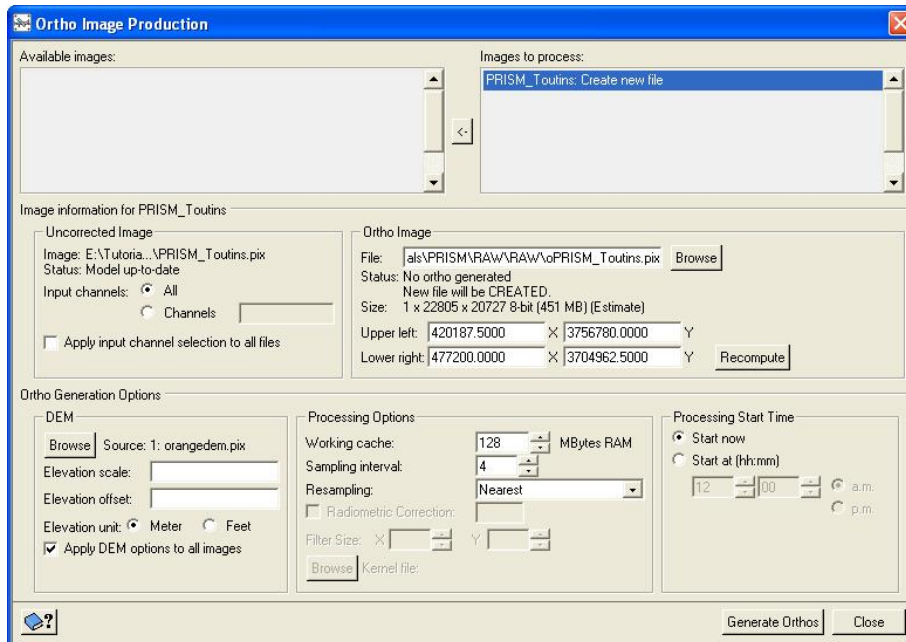 Ortho Image Production
Available images:
Images to process:
PRISM_Toutins: Create new file
<-
Image information for PRISM_Toutins
Uncorrected Image
Image: E:\Tutoria...\PRISM_Toutins.pix
Status: Model up-to-date
Input channels: All
Channels
Apply input channel selection to all files
Ortho Image
File: als\PRISM\RAW\RAW\oPRISM_Toutins.pix Browse
Status: No ortho generated
New file will be CREATED.
Size: 1 x 22805 x 20727 8-bit (451 MB) (Estimate)
Upper left: 420187.5000 X 3756780.0000 Y
Lower right: 477200.0000 X 3704962.5000 Y Recompute
Ortho Generation Options
DEM
Browse Source: 1: orangedem.pix
Elevation scale:
Elevation offset:
Elevation unit: Meter Feet
Apply DEM options to all images
Processing Options
Working cache: 128 MBytes RAM
Sampling interval: 4
Resampling: Nearest
Radiometric Correction:
Filter Size: X Y
Browse Kernel file:
Processing Start Time
Start now
Start at (hh:mm)
12 : 00 a.m.
p.m.
?
Generate Orthos Close